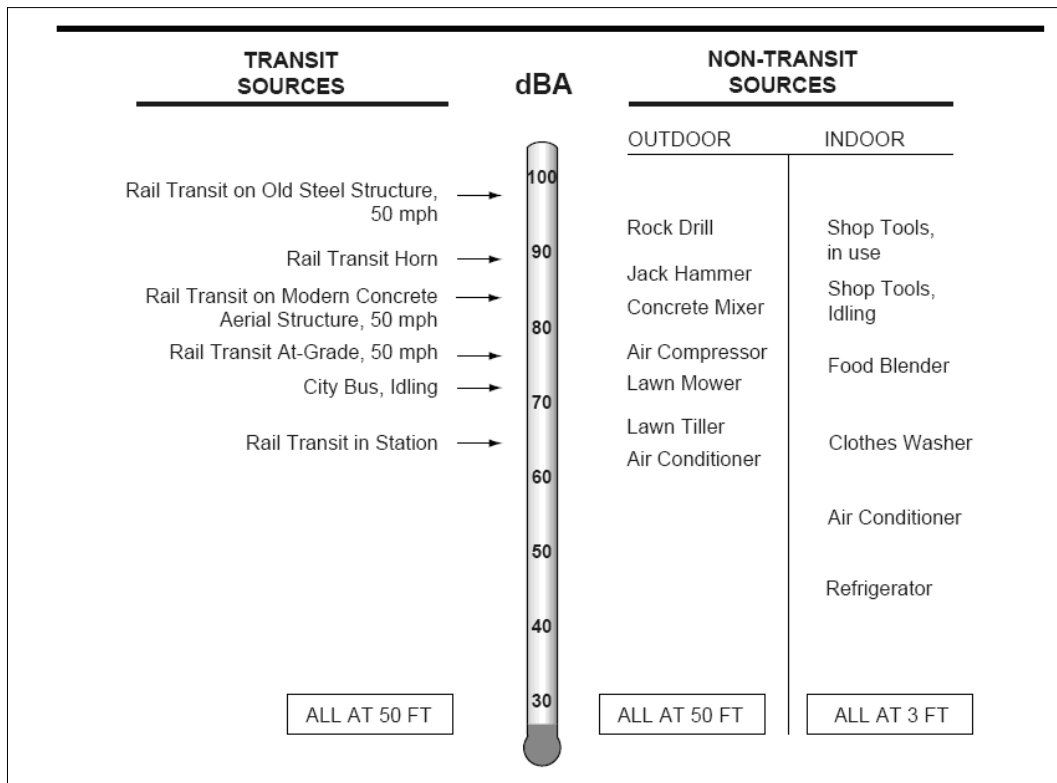 TRANSIT
SOURCES
Rail Transit on Old Steel Structure,
50 mph
Rail Transit Horn
Rail Transit on Modern Concrete
Aerial Structure, 50 mph
Rail Transit At-Grade, 50 mph
City Bus, Idling
Rail Transit in Station
ALL AT 50 FT
dBA
100
90
80
70
60
50
40
30
NON-TRANSIT
SOURCES
OUTDOOR
Rock Drill
Jack Hammer
Concrete Mixer
Air Compressor
Lawn Mower
Lawn Tiller
Air Conditioner
ALL AT 50 FT
INDOOR
Shop Tools,
in use
Shop Tools,
Idling
Food Blender
Clothes Washer
Air Conditioner
Refrigerator
ALL AT 3 FT